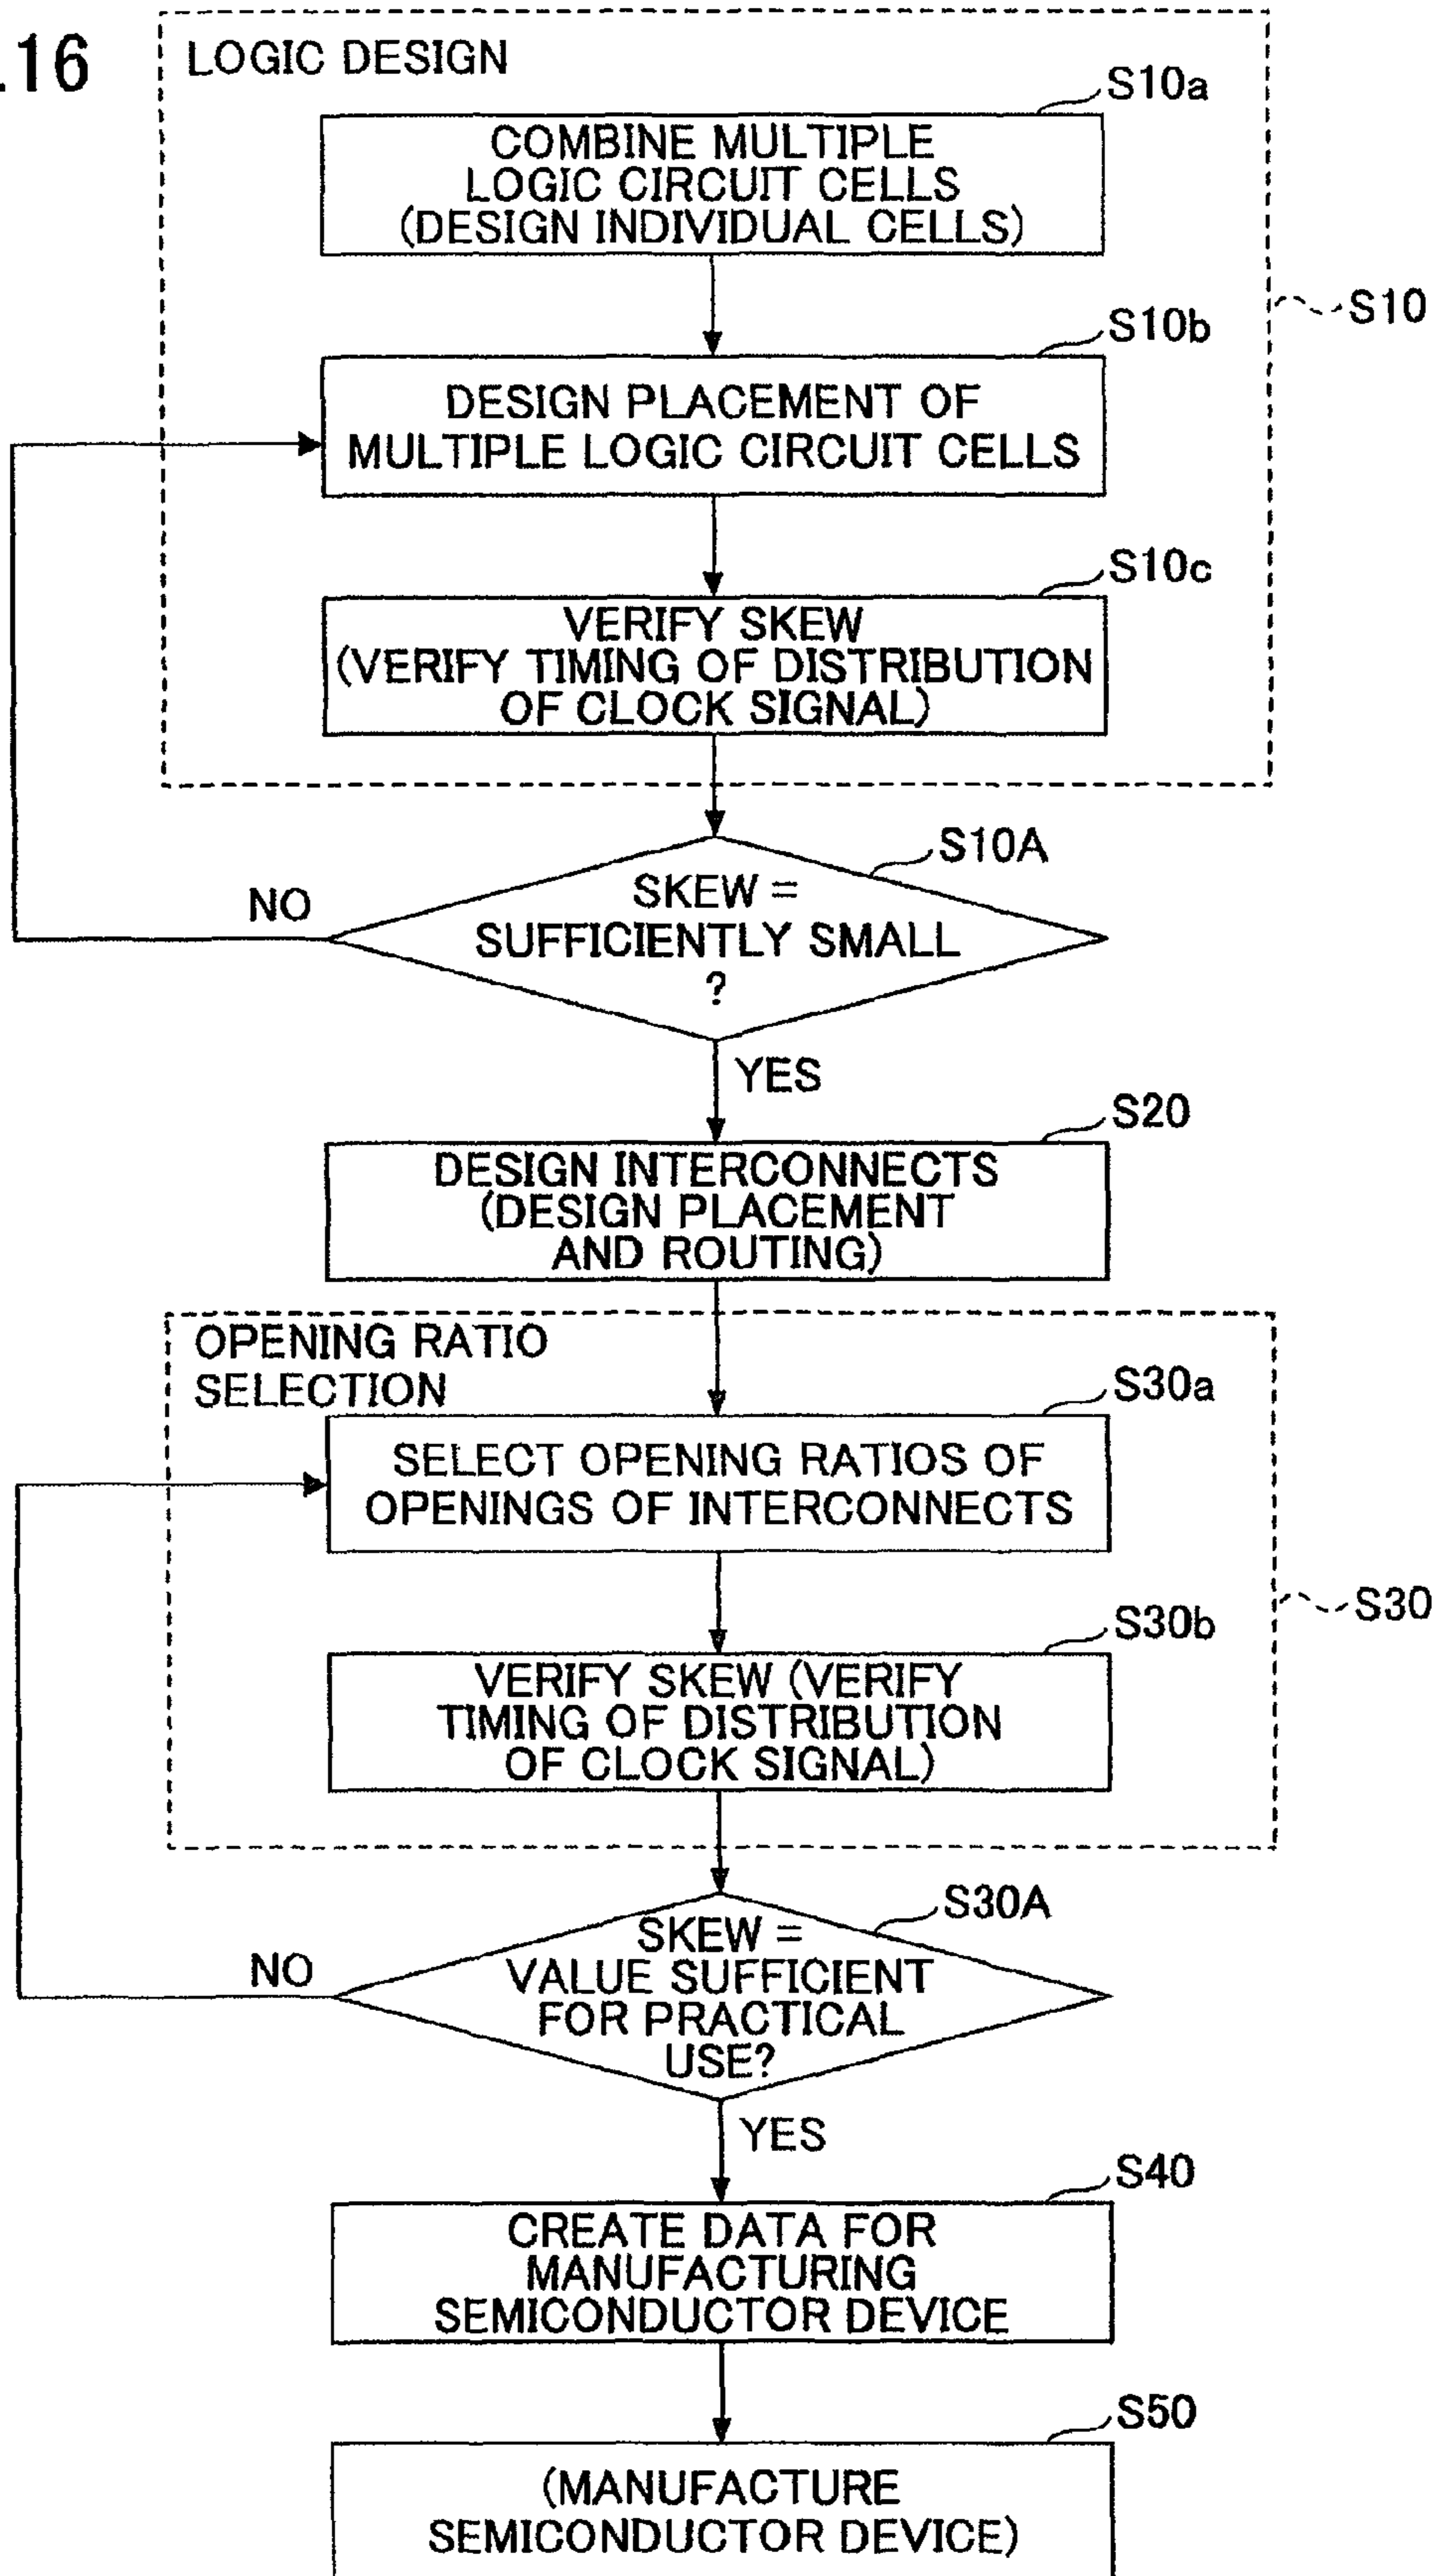 .16
LOGIC DESIGN
S10a
COMBINE MULTIPLE
LOGIC CIRCUIT CELLS
(DESIGN INDIVIDUAL CELLS)
S10
S10b
DESIGN PLACEMENT OF
MULTIPLE LOGIC CIRCUIT CELLS
S10c
VERIFY SKEW
(VERIFY TIMING OF DISTRIBUTION
OF CLOCK SIGNAL)
S10A
SKEW =
SUFFICIENTLY SMALL
?
NO
YES
S20
DESIGN INTERCONNECTS
(DESIGN PLACEMENT
AND ROUTING)
OPENING RATIO
SELECTION
S30a
SELECT OPENING RATIOS OF
OPENINGS OF INTERCONNECTS
S30
S30b
VERIFY SKEW (VERIFY
TIMING OF DISTRIBUTION
OF CLOCK SIGNAL)
S30A
SKEW =
VALUE SUFFICIENT
FOR PRACTICAL
USE?
NO
YES
S40
CREATE DATA FOR
MANUFACTURING
SEMICONDUCTOR DEVICE
S50
(MANUFACTURE
SEMICONDUCTOR DEVICE)